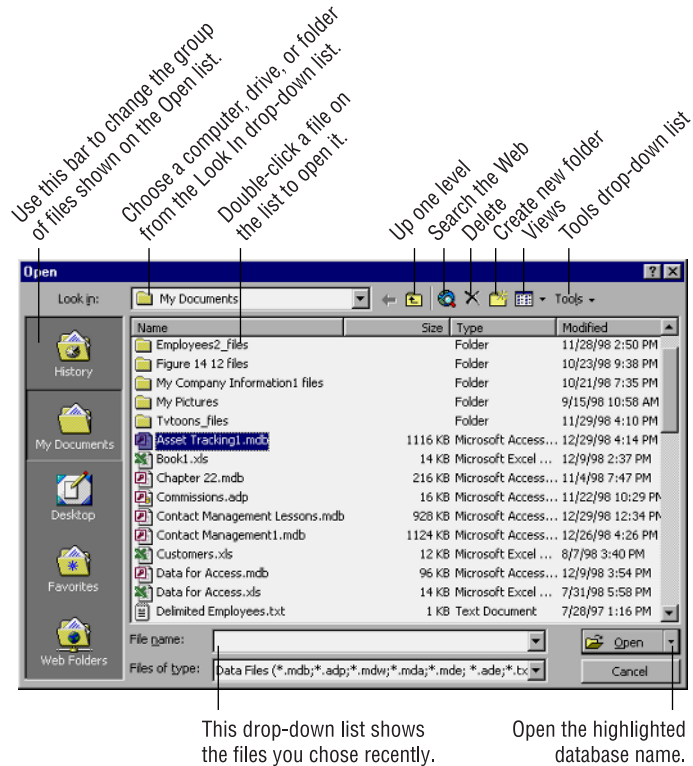 Use this bar to change the group
of files shown on the Open list.
Choose a computer, drive, or folder
from the Look In drop-down list.
Double-click a file on
the list to open it.
Up one level
Search the Web
Delete
Create new folder
Views
Tools drop-down list
Open
Look in: My Documents Tools
Name Size Type Modified
Employees2_files Folder 11/28/98 2:50 PM
Figure 14 12 files Folder 10/23/98 9:38 PM
My Company Information1 files Folder 10/21/98 7:35 PM
My Pictures Folder 9/15/98 10:58 AM
Tvtoons_files Folder 11/29/98 4:10 PM
Asset Tracking1.mdb 1116 KB Microsoft Access... 12/29/98 4:14 PM
Book1.xls 14 KB Microsoft Excel ... 12/9/98 2:37 PM
Chapter 22.mdb 216 KB Microsoft Access... 11/4/98 7:47 PM
Commissions.adp 16 KB Microsoft Access... 11/22/98 10:29 PM
Contact Management Lessons.mdb 928 KB Microsoft Access... 12/29/98 12:34 PM
Contact Management1.mdb 1124 KB Microsoft Access... 12/26/98 4:26 PM
Customers.xls 12 KB Microsoft Excel ... 8/7/98 3:40 PM
Data for Access.mdb 96 KB Microsoft Access... 12/9/98 3:54 PM
Data for Access.xls 14 KB Microsoft Excel ... 7/31/98 5:58 PM
Delimited Employees.txt 1 KB Text Document 7/28/97 1:16 PM
History
My Documents
Desktop
Favorites
Web Folders
File name: Open
Files of type: Data Files (*.mdb;*.adp;*.mdw;*.mda;*.mde; *.ade;*.tx Cancel
This drop-down list shows
the files you chose recently.
Open the highlighted
database name.